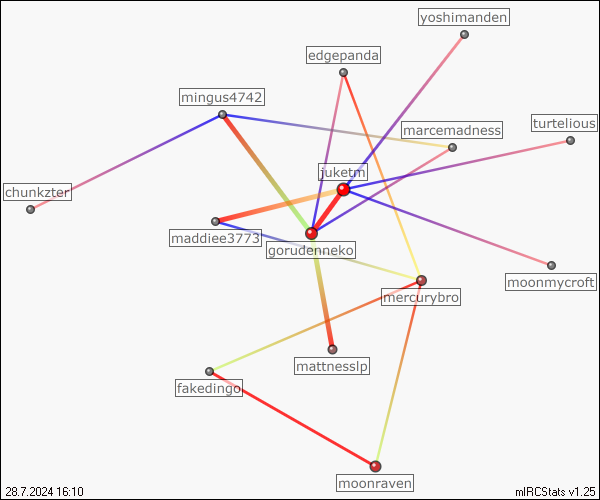 yoshimanden
edgepanda
mingus4742
turtelious
marcemadness
juketm
chunkzter
maddiee3773
gorudenneko
moonmycroft
mercurybro
mattnesslp
fakedingo
moonraven
28.7.2024 16:10
mIRCStats v1.25